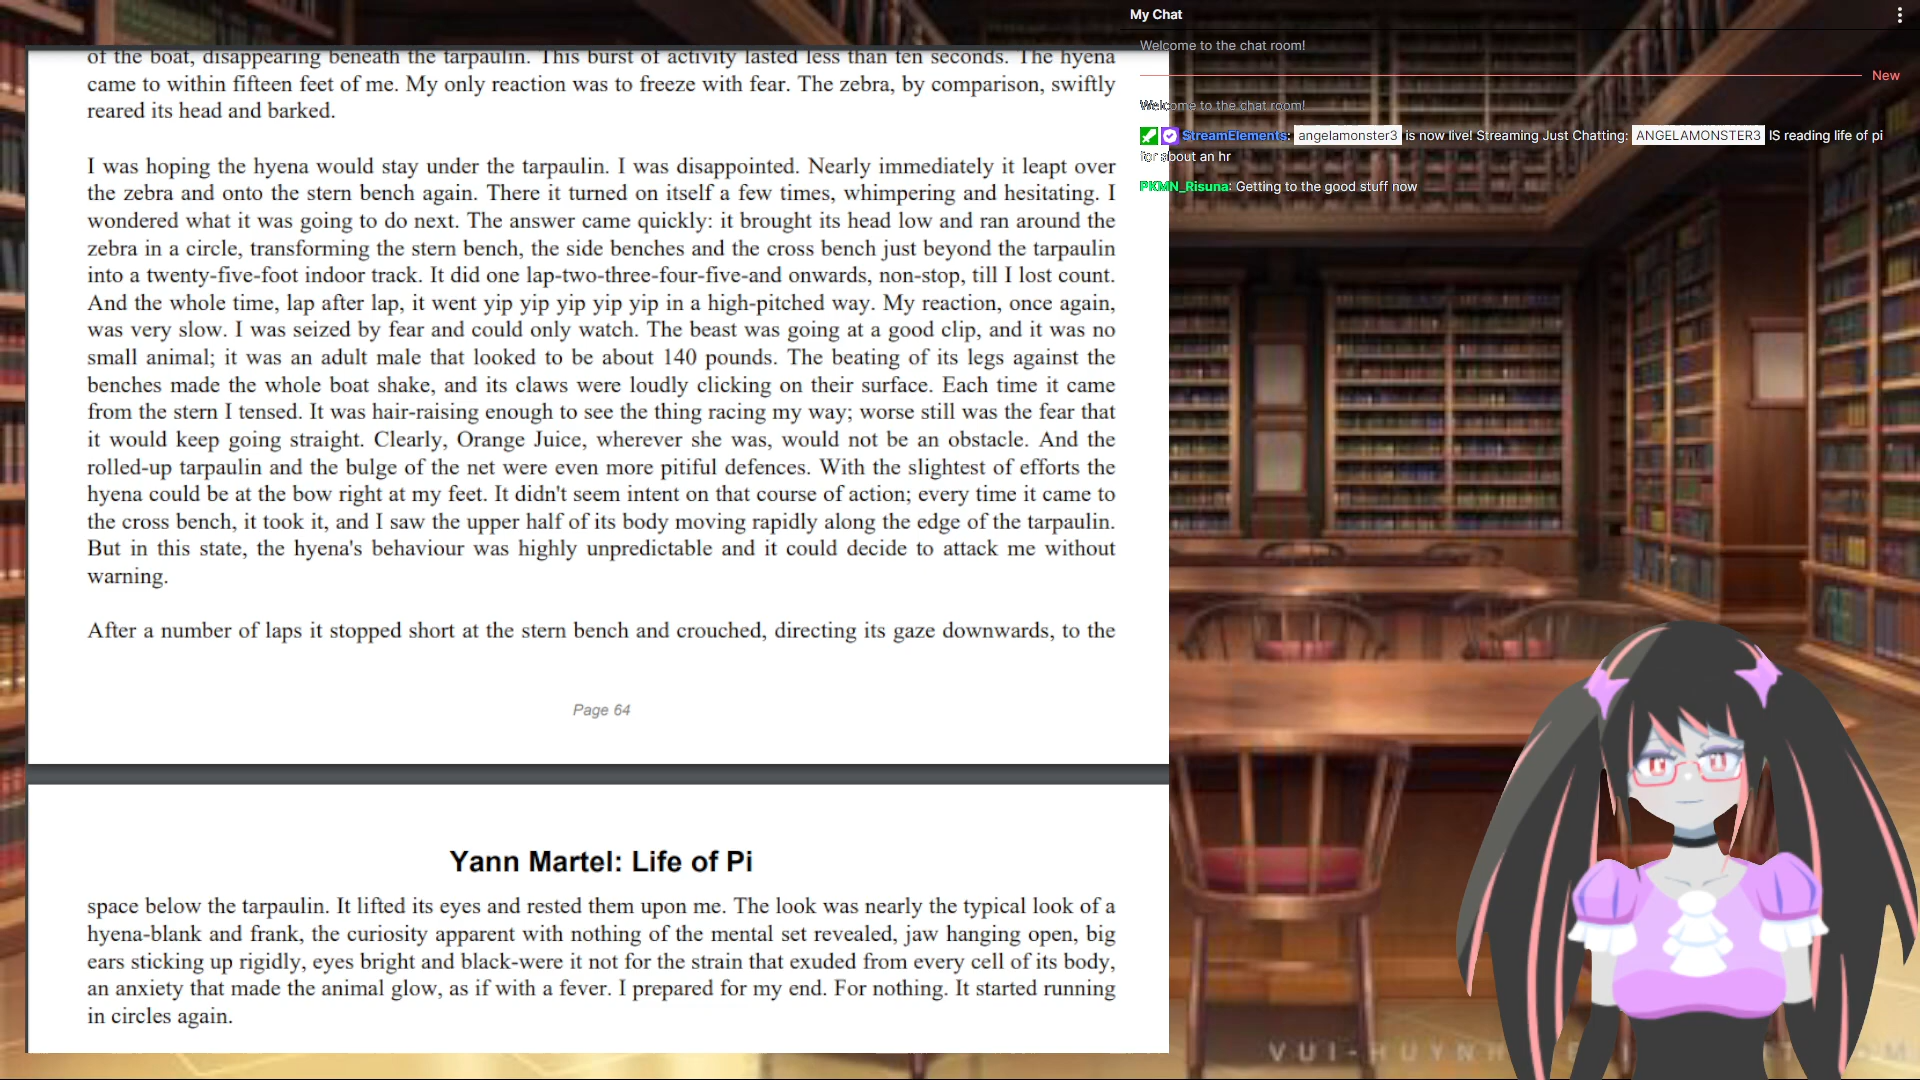 of the boat, disappearing beneath the tarpaulin. This burst of activity lasted less than ten seconds. The hyena
came to within fifteen feet of me. My only reaction was to freeze with fear. The zebra, by comparison, swiftly
reared its head and barked.
I was hoping the hyena would stay under the tarpaulin. I was disappointed. Nearly immediately it leapt over
the zebra and onto the stern bench again. There it turned on itself a few times, whimpering and hesitating. I
wondered what it was going to do next. The answer came quickly: it brought its head low and ran around the
zebra in a circle, transforming the stern bench, the side benches and the cross bench just beyond the tarpaulin
into a twenty-five-foot indoor track. It did one lap-two-three-four-five-and onwards, non-stop, till I lost count.
And the whole time, lap after lap, it went yip yip yip yip yip in a high-pitched way. My reaction, once again,
was very slow. I was seized by fear and could only watch. The beast was going at a good clip, and it was no
small animal; it was an adult male that looked to be about 140 pounds. The beating of its legs against the
benches made the whole boat shake, and its claws were loudly clicking on their surface. Each time it came
from the stern I tensed. It was hair-raising enough to see the thing racing my way; worse still was the fear that
it would keep going straight. Clearly, Orange Juice, wherever she was, would not be an obstacle. And the
rolled-up tarpaulin and the bulge of the net were even more pitiful defences. With the slightest of efforts the
hyena could be at the bow right at my feet. It didn't seem intent on that course of action; every time it came to
the cross bench, it took it, and I saw the upper half of its body moving rapidly along the edge of the tarpaulin.
But in this state, the hyena's behaviour was highly unpredictable and it could decide to attack me without
warning.
After a number of laps it stopped short at the stern bench and crouched, directing its gaze downwards, to the
Page 64
Yann Martel: Life of Pi
space below the tarpaulin. It lifted its eyes and rested them upon me. The look was nearly the typical look of a
hyena-blank and frank, the curiosity apparent with nothing of the mental set revealed, jaw hanging open, big
ears sticking up rigidly, eyes bright and black-were it not for the strain that exuded from every cell of its body,
an anxiety that made the animal glow, as if with a fever. I prepared for my end. For nothing. It started running
in circles again.
My Chat
Welcome to the chat room!
New
Welcome to the chat room!
StreamElements: angelamonster3 is now live! Streaming Just Chatting: ANGELAMONSTER3 IS reading life of pi
for about an hr
PKMN_Risuna: Getting to the good stuff now